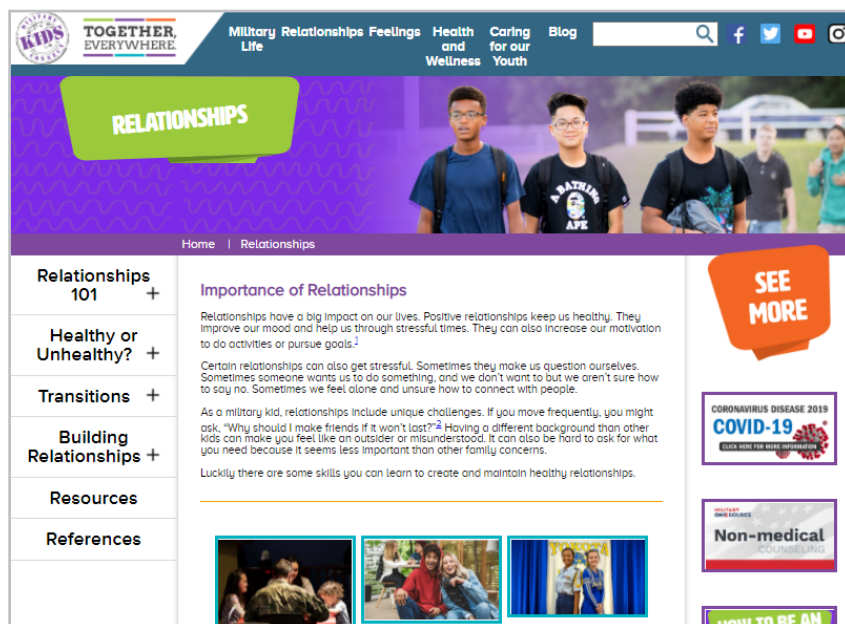 MILITARY
KIDS
CONNECT
TOGETHER,
EVERYWHERE.
Military Life
Relationships
Feelings
Health and Wellness
Caring for our Youth
Blog
RELATIONSHIPS
A BATHING
APE
Home | Relationships
Relationships
101 +
Healthy or
Unhealthy? +
Transitions +
Building
Relationships +
Resources
References
Importance of Relationships
Relationships have a big impact on our lives. Positive relationships keep us healthy. They
improve our mood and help us through stressful times. They can also increase our motivation
to do activities or pursue goals.1
Certain relationships can also get stressful. Sometimes they make us question ourselves.
Sometimes someone wants us to do something, and we don't want to but we aren't sure how
to say no. Sometimes we feel alone and unsure how to connect with people.
As a military kid, relationships include unique challenges. If you move frequently, you might
ask, "Why should I make friends if it won't last?"2 Having a different background than other
kids can make you feel like an outsider or misunderstood. It can also be hard to ask for what
you need because it seems less important than other family concerns.
Luckily there are some skills you can learn to create and maintain healthy relationships.
YOKOTA
SEE
MORE
CORONAVIRUS DISEASE 2019
COVID-19
CLICK HERE FOR MORE INFORMATION
MILITARY
ONESOURCE
Non-medical
COUNSELING
HOW TO BE AN